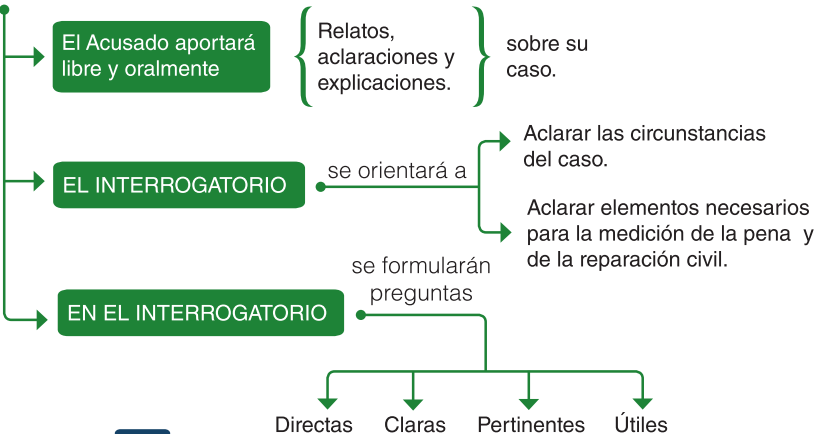 El Acusado aportará
libre y oralmente
Relatos,
aclaraciones y
explicaciones.
sobre su
caso.
EL INTERROGATORIO
se orientará a
Aclarar las circunstancias
del caso.
Aclarar elementos necesarios
para la medición de la pena y
de la reparación civil.
EN EL INTERROGATORIO
se formularán
preguntas
Directas Claras Pertinentes Útiles